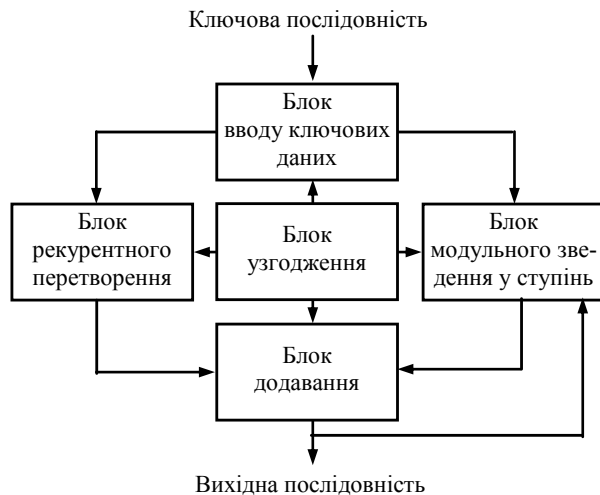 Ключова послідовність
Блок
вводу ключових
даних
Блок
рекурентного
перетворення
Блок
узгодження
Блок
модульного зве-
дення у ступінь
Блок
додавання
Вихідна послідовність